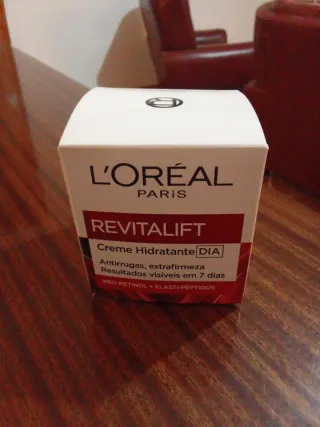 L'ORÉAL
PARIS
REVITALIFT
Creme Hidratante DIA
Antirrugas, extrafirmeza
Resultados visíveis em 7 dias
PRO-RETINOL + ELASTI-PEPTIDOS